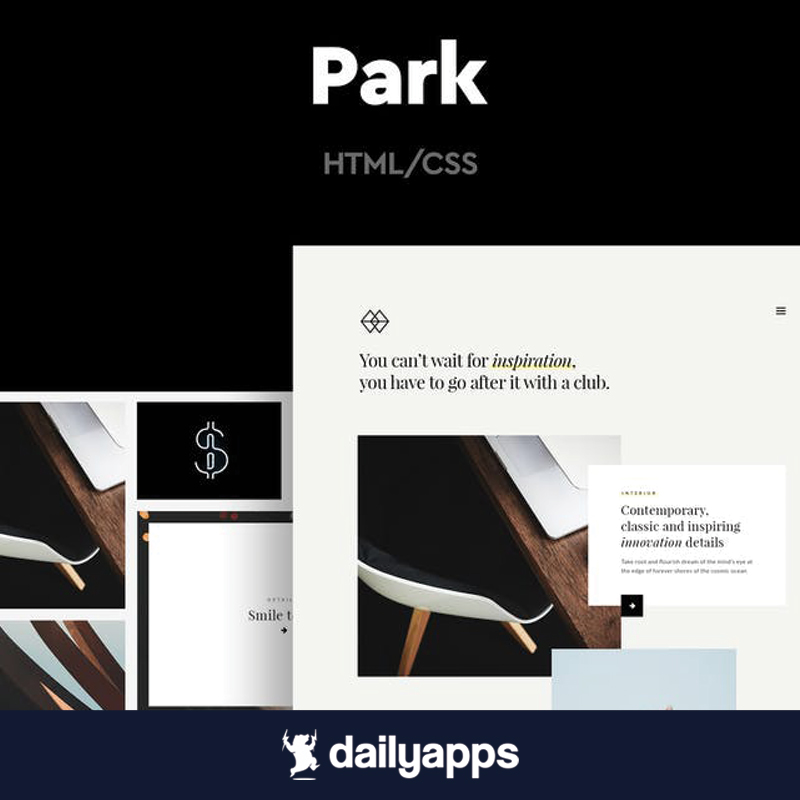 Park
HTML/CSS
You can't wait for inspiration,
you have to go after it with a club.
INTERIOR
Contemporary,
classic and inspiring
innovation details
Take root and flourish dream of the mind's eye at
the edge of forever shores of the cosmic ocean
Smile t
dailyapps